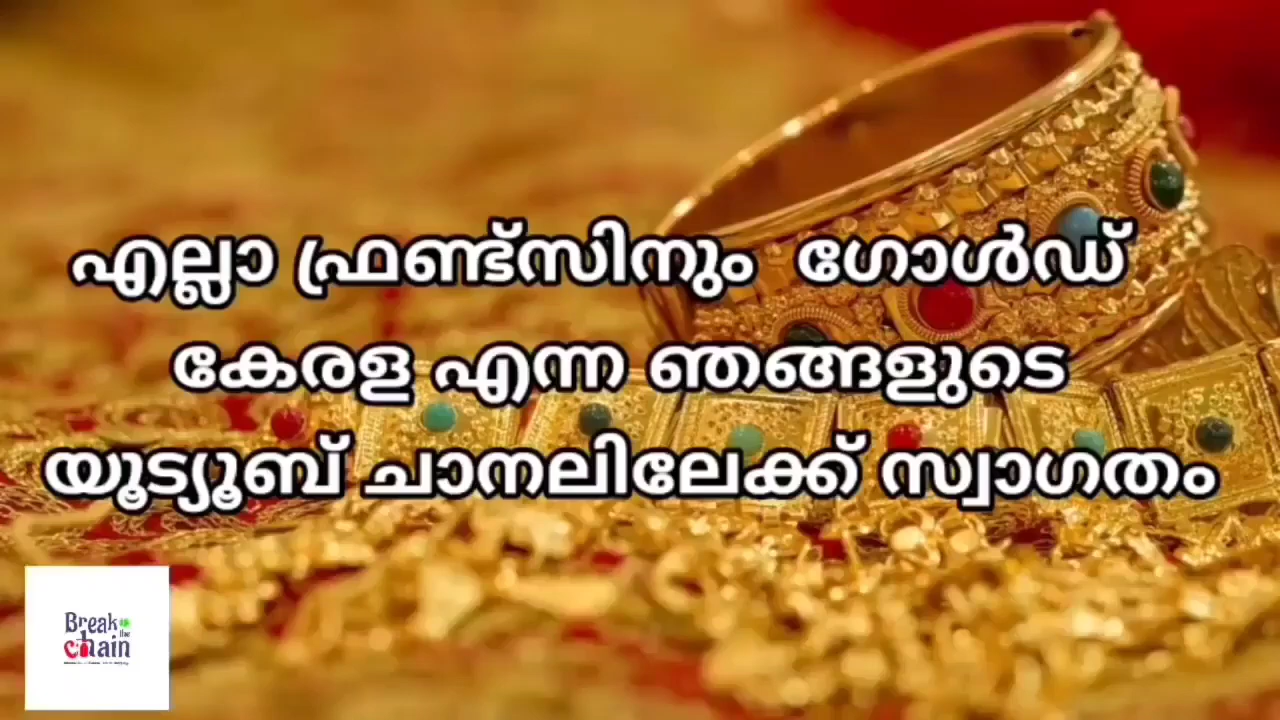 എല്ലാ ഫ്രണ്ട്സിനും ഗോൾഡ്
കേരള എന്ന ഞങ്ങളുടെ
യൂട്യൂബ് ചാനലിലേക്ക് സ്വാഗതം
Break
the
chain